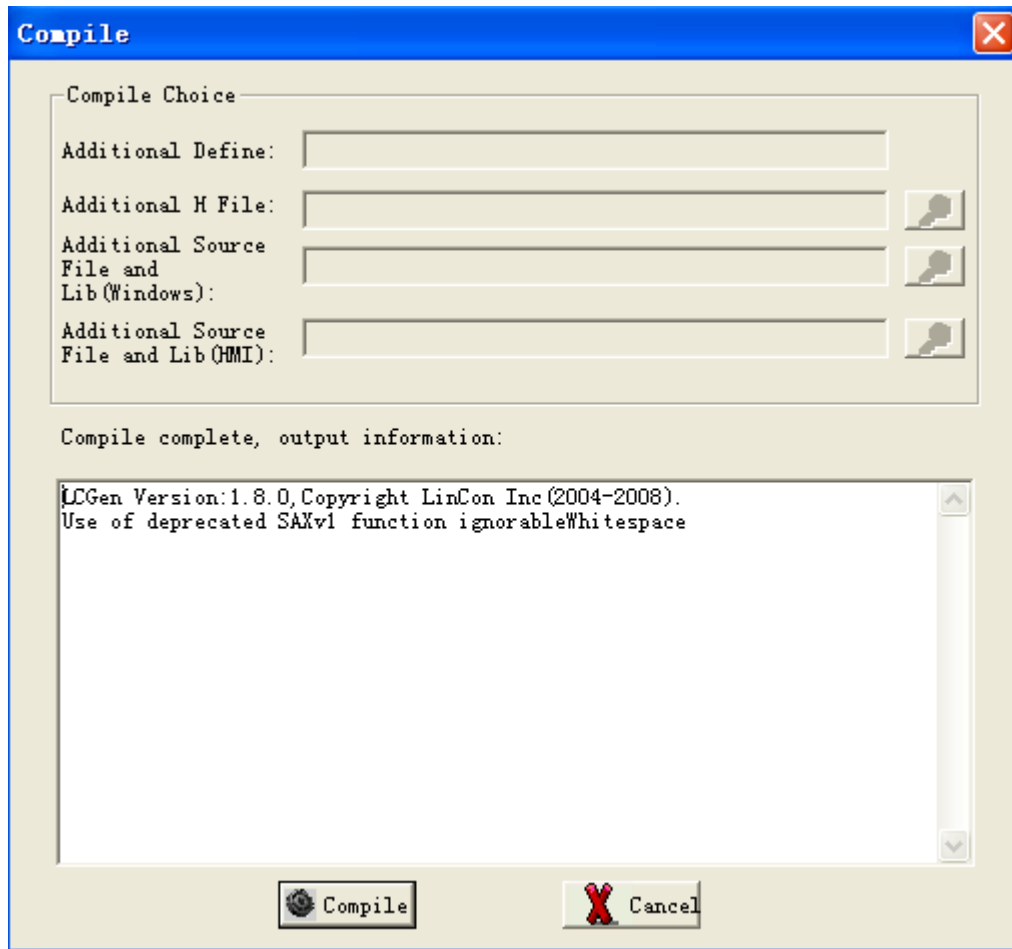 Compile
Compile Choice
Additional Define:
Additional H File:
Additional Source
File and
Lib(Windows):
Additional Source
File and Lib(HMI):
Compile complete, output information:
LCGen Version:1.8.0,Copyright LinCon Inc(2004-2008).
Use of deprecated SAXv1 function ignorableWhitespace
Compile
Cancel